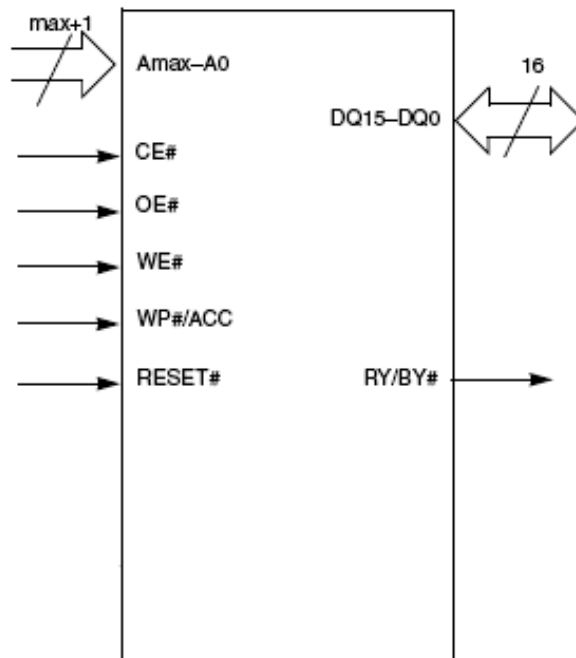 max+1
Amax–A0
16
DQ15–DQ0
CE#
OE#
WE#
WP#/ACC
RESET#
RY/BY#